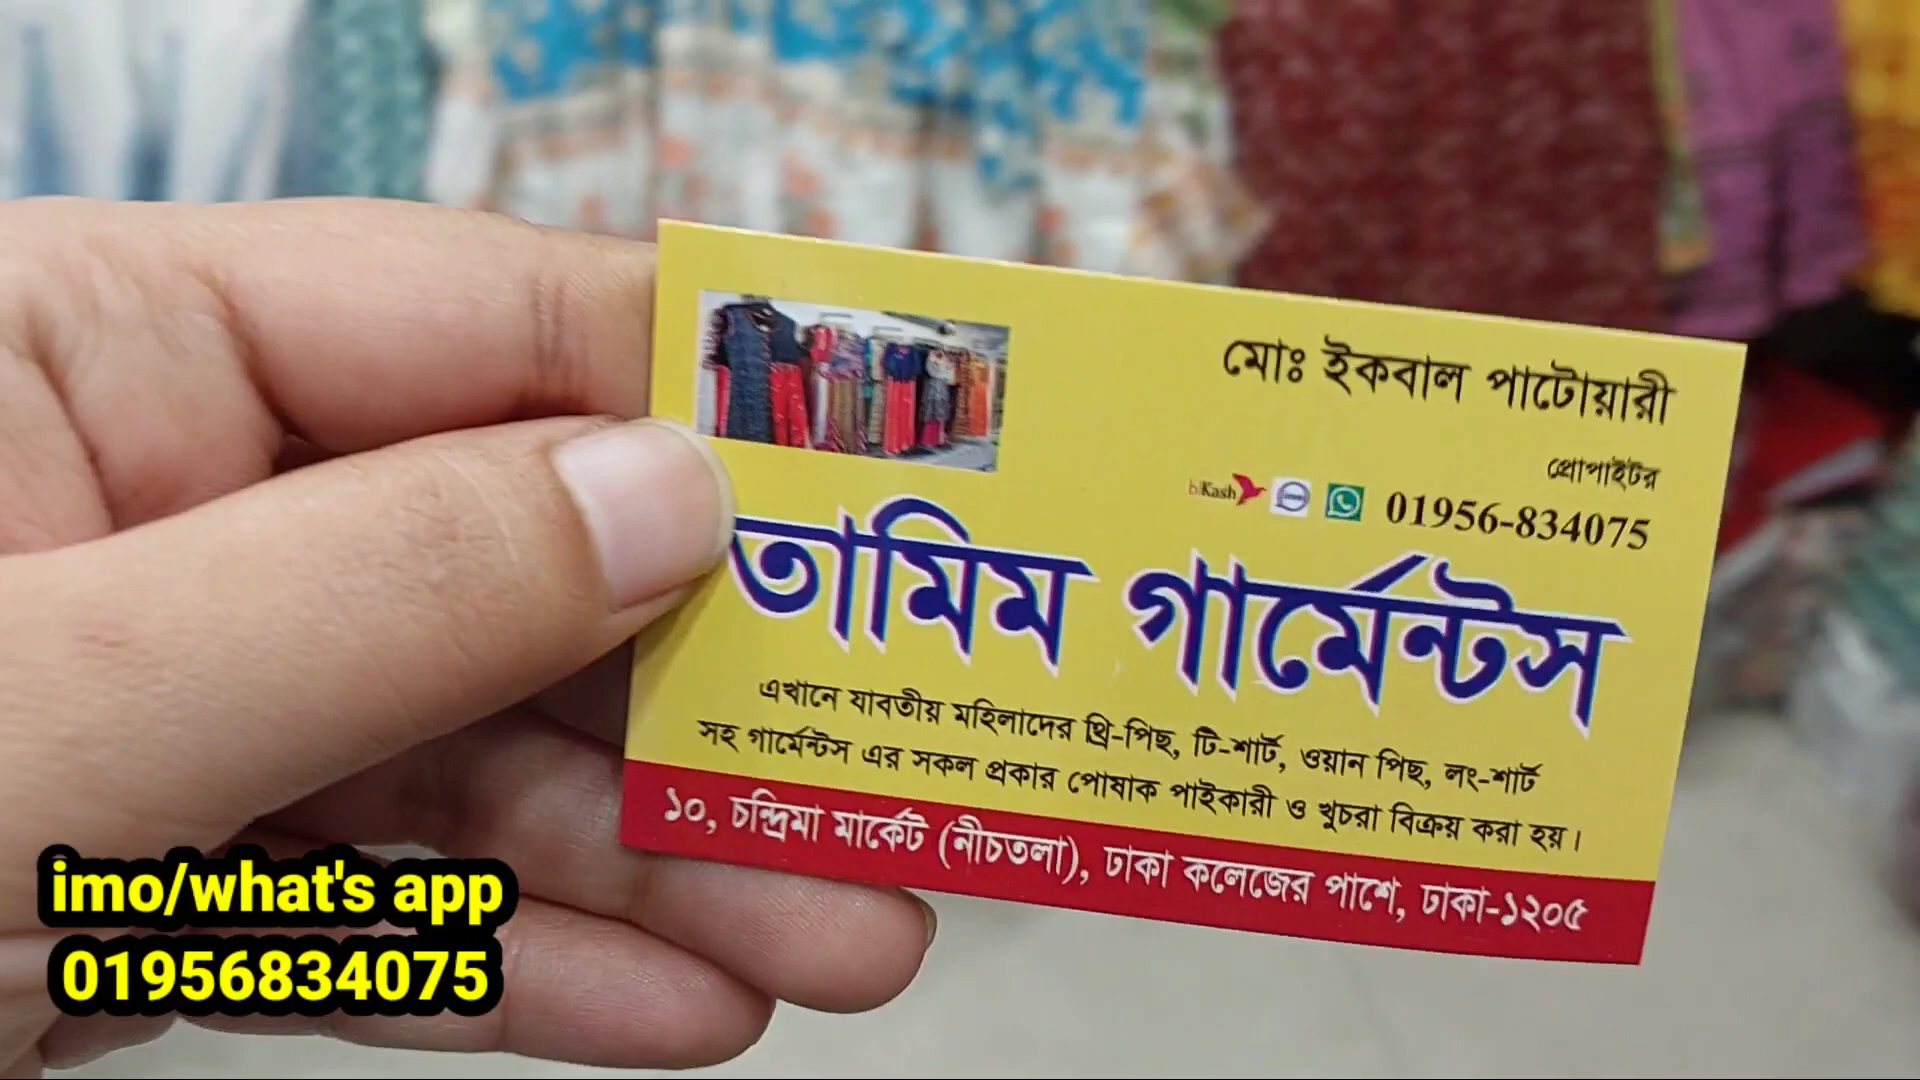 মোঃ ইকবাল পাটোয়ারী
প্রোপাইটর
bKash 01956-834075
তামিম গার্মেন্টস
এখানে যাবতীয় মহিলাদের থ্রি-পিছ, টি-শার্ট, ওয়ান পিছ, লং-শার্ট
সহ গার্মেন্টস এর সকল প্রকার পোষাক পাইকারী ও খুচরা বিক্রয় করা হয়।
১০, চন্দ্রিমা মার্কেট (নীচতলা), ঢাকা কলেজের পাশে, ঢাকা-১২০৫
imo/what's app
01956834075